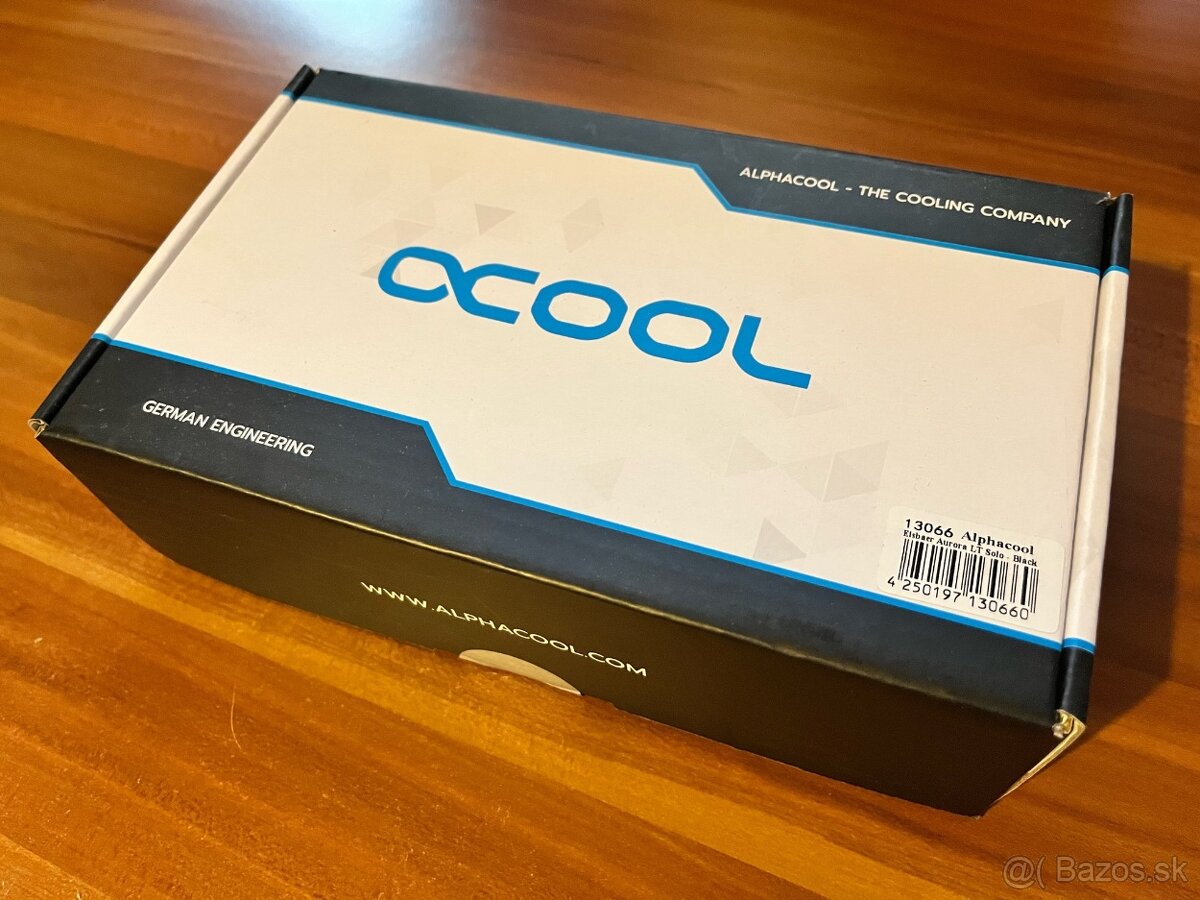 ALPHACOOL - THE COOLING COMPANY
αCOOL
GERMAN ENGINEERING
13066 Alphacool
Eisbaer Aurora LT Solo - Black
4 250197 130660
WWW.ALPHACOOL.COM
@( Bazos.sk